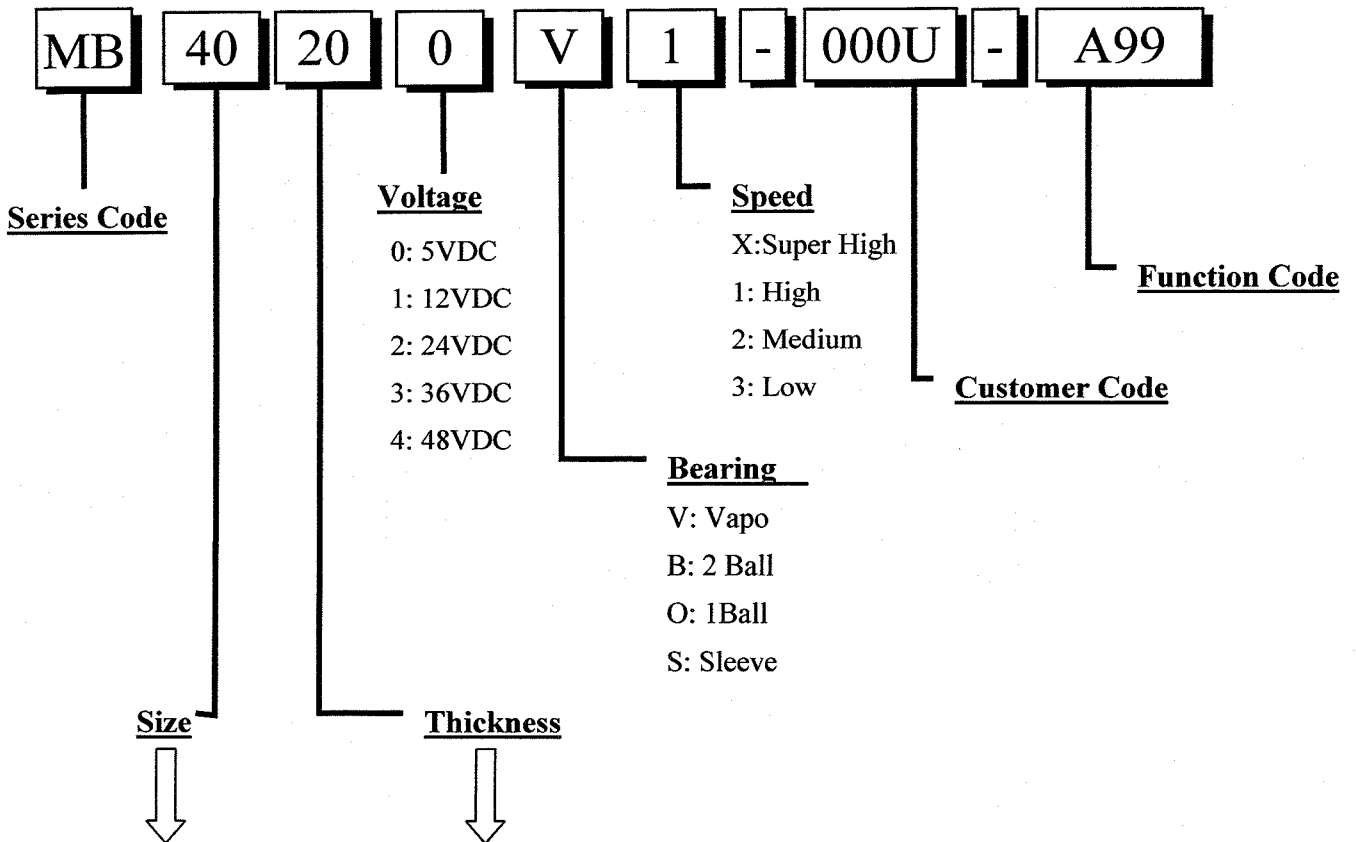 MB 40 20 0 V 1 - 000U - A99
Series Code
Voltage
0: 5VDC
1: 12VDC
2: 24VDC
3: 36VDC
4: 48VDC
Speed
X:Super High
1: High
2: Medium
3: Low
Function Code
Customer Code
Bearing
V: Vapo
B: 2 Ball
O: 1Ball
S: Sleeve
Size
Thickness